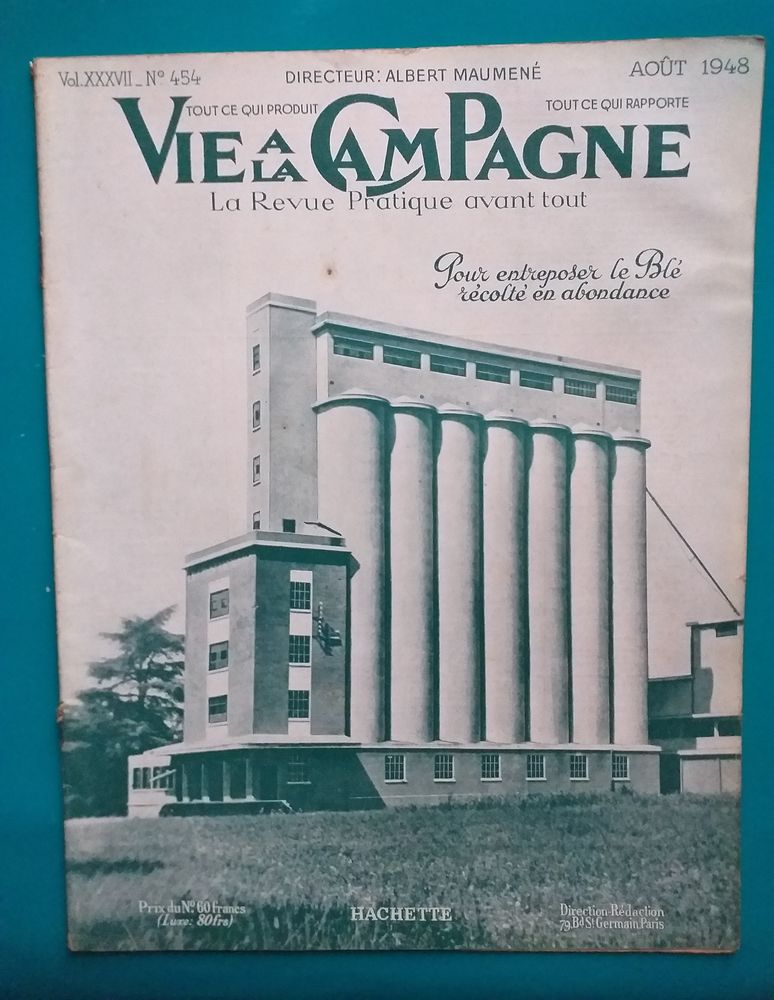 Vol.XXXVII_N° 454
DIRECTEUR: ALBERT MAUMENÉ
AOÛT 1948
TOUT CE QUI PRODUIT
TOUT CE QUI RAPPORTE
VIE A LA CAMPAGNE
La Revue Pratique avant tout
Pour entreposer le Blé
récolté en abondance
Prix du N° 60 francs
(Luxe: 80frs)
HACHETTE
Direction-Rédaction
79, Bd St Germain, Paris